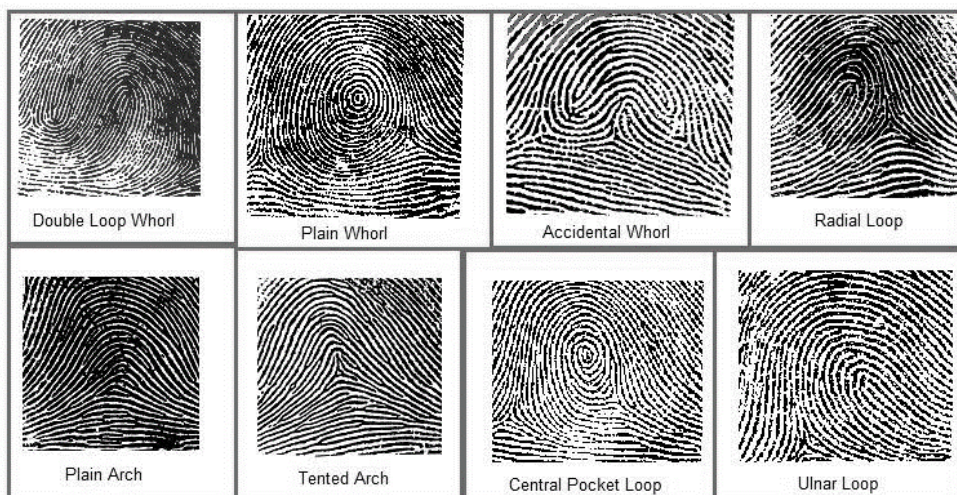 Double Loop Whorl
Plain Whorl
Accidental Whorl
Radial Loop
Plain Arch
Tented Arch
Central Pocket Loop
Ulnar Loop